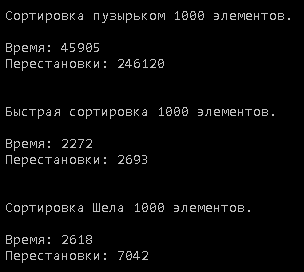 Сортировка пузырьком 1000 элементов.
Время: 45905
Перестановки: 246120
Быстрая сортировка 1000 элементов.
Время: 2272
Перестановки: 2693
Сортировка Шела 1000 элементов.
Время: 2618
Перестановки: 7042